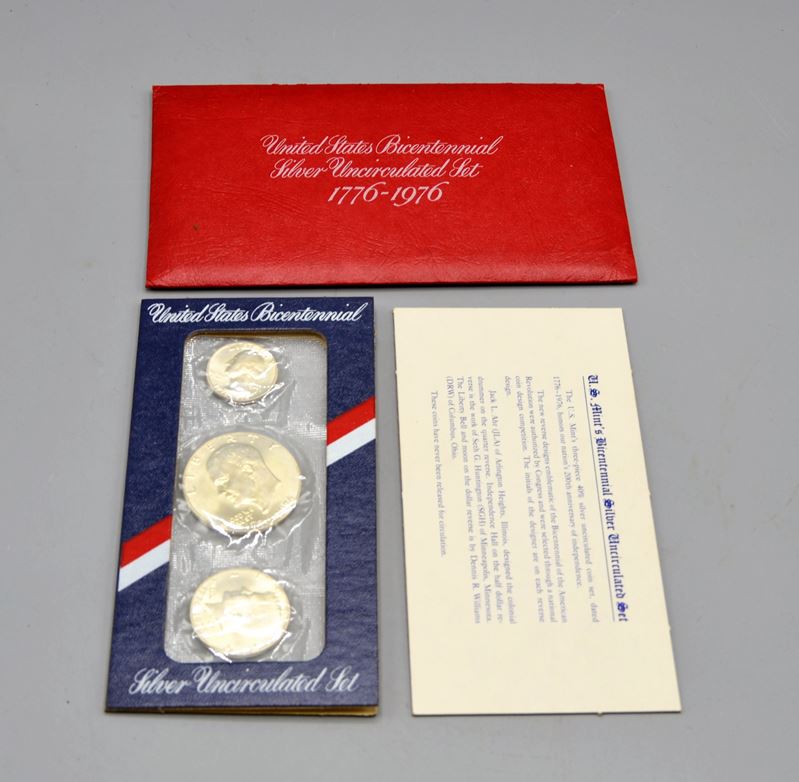 United States Bicentennial
Silver Uncirculated Set
1776-1976
United States Bicentennial
Silver Uncirculated Set
U.S. Mint's Bicentennial Silver Uncirculated Set
The U.S. Mint's three-piece 40% silver uncirculated coin set, dated
1776-1976, honors our nation's 200th anniversary of independence.
The new reverse designs emblematic of the Bicentennial of the American
Revolution were authorized by Congress and were selected through a national
coin design competition. The initials of the designer are on each reverse
design.
Jack L. Ahr (JLA) of Arlington Heights, Illinois, designed the colonial
drummer on the quarter reverse. Independence Hall on the half dollar re-
verse is the work of Seth G. Huntington (SGH) of Minneapolis, Minnesota.
The Liberty Bell and moon on the dollar reverse is by Dennis R. Williams
(DRW) of Columbus, Ohio.
These coins have never been released for circulation.